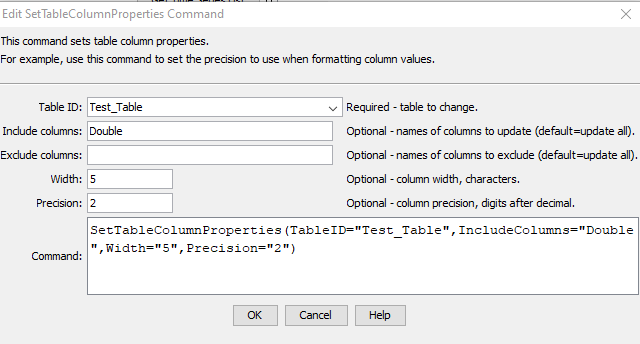 Edit SetTableColumnProperties Command
This command sets table column properties.
For example, use this command to set the precision to use when formatting column values.
Table ID: Test_Table Required - table to change.
Include columns: Double Optional - names of columns to update (default=update all).
Exclude columns: Optional - names of columns to exclude (default=update all).
Width: 5 Optional - column width, characters.
Precision: 2 Optional - column precision, digits after decimal.
Command: SetTableColumnProperties(TableID="Test_Table",IncludeColumns="Double
",Width="5",Precision="2")
OK Cancel Help